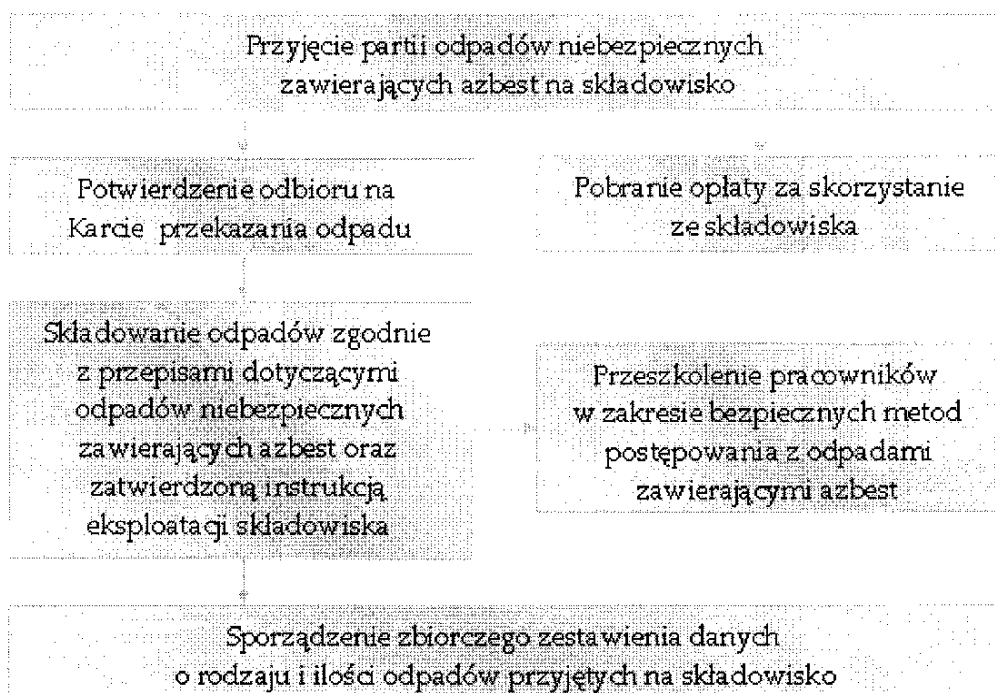 Przyjęcie partii odpadów niebezpiecznych
zawierających azbest na składowisko
Potwierdzenie odbioru na
Karcie przekazania odpadu
Pobranie opłaty za skorzystanie
ze składowiska
Składowanie odpadów zgodnie
z przepisami dotyczącymi
odpadów niebezpiecznych
zawierających azbest oraz
zatwierdzoną instrukcją
eksploatacji składowiska
Przeszkolenie pracowników
w zakresie bezpiecznych metod
postępowania z odpadami
zawierającymi azbest
Sporządzenie zbiorczego zestawienia danych
o rodzaju i ilości odpadów przyjętych na składowisko